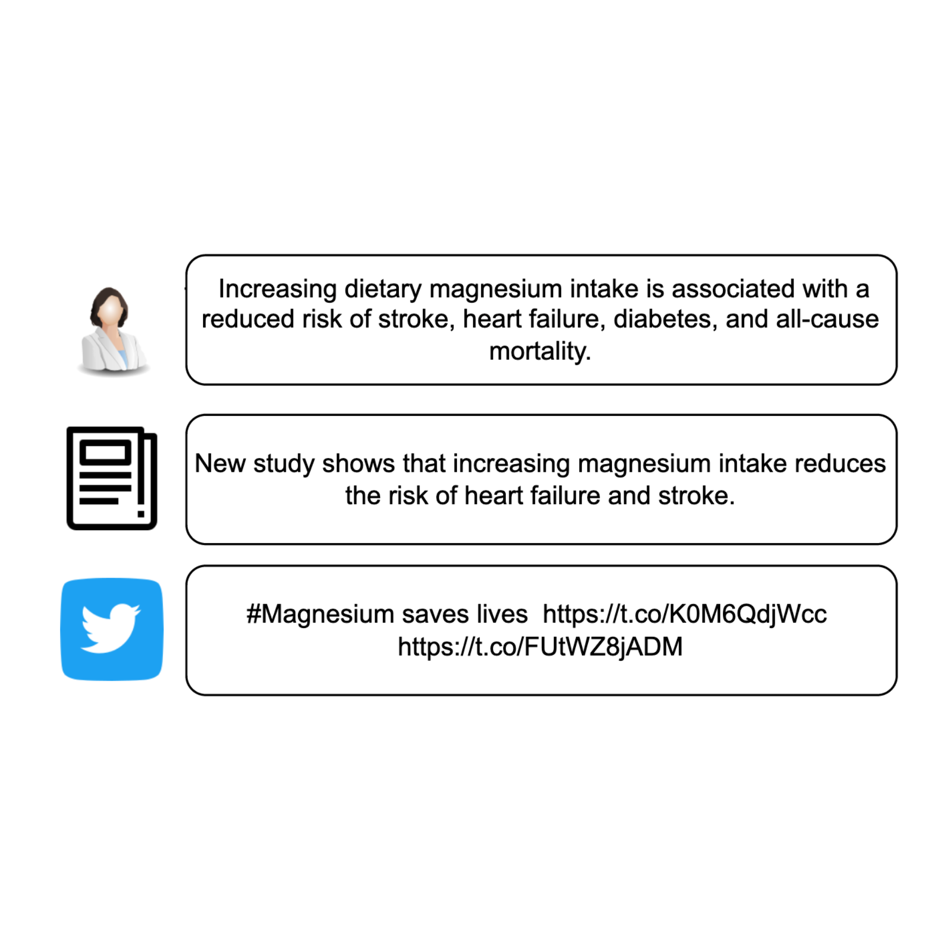 Increasing dietary magnesium intake is associated with a
reduced risk of stroke, heart failure, diabetes, and all-cause
mortality.
New study shows that increasing magnesium intake reduces
the risk of heart failure and stroke.
#Magnesium saves lives  https://t.co/K0M6QdjWcc
https://t.co/FUtWZ8jADM